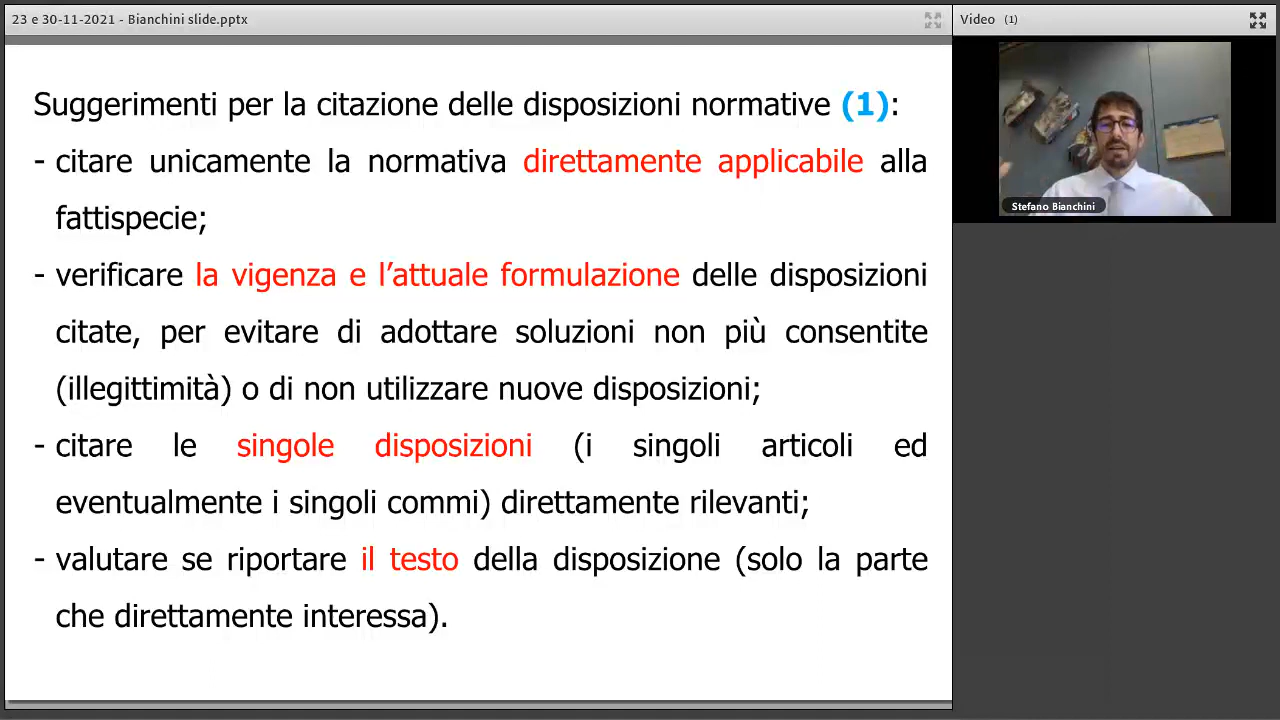 23 e 30-11-2021 - Bianchini slide.pptx
Video (1)
Suggerimenti per la citazione delle disposizioni normative (1):
- citare unicamente la normativa direttamente applicabile alla
fattispecie;
- verificare la vigenza e l’attuale formulazione delle disposizioni
citate, per evitare di adottare soluzioni non più consentite
(illegittimità) o di non utilizzare nuove disposizioni;
- citare le singole disposizioni (i singoli articoli ed
eventualmente i singoli commi) direttamente rilevanti;
- valutare se riportare il testo della disposizione (solo la parte
che direttamente interessa).
Stefano Bianchini